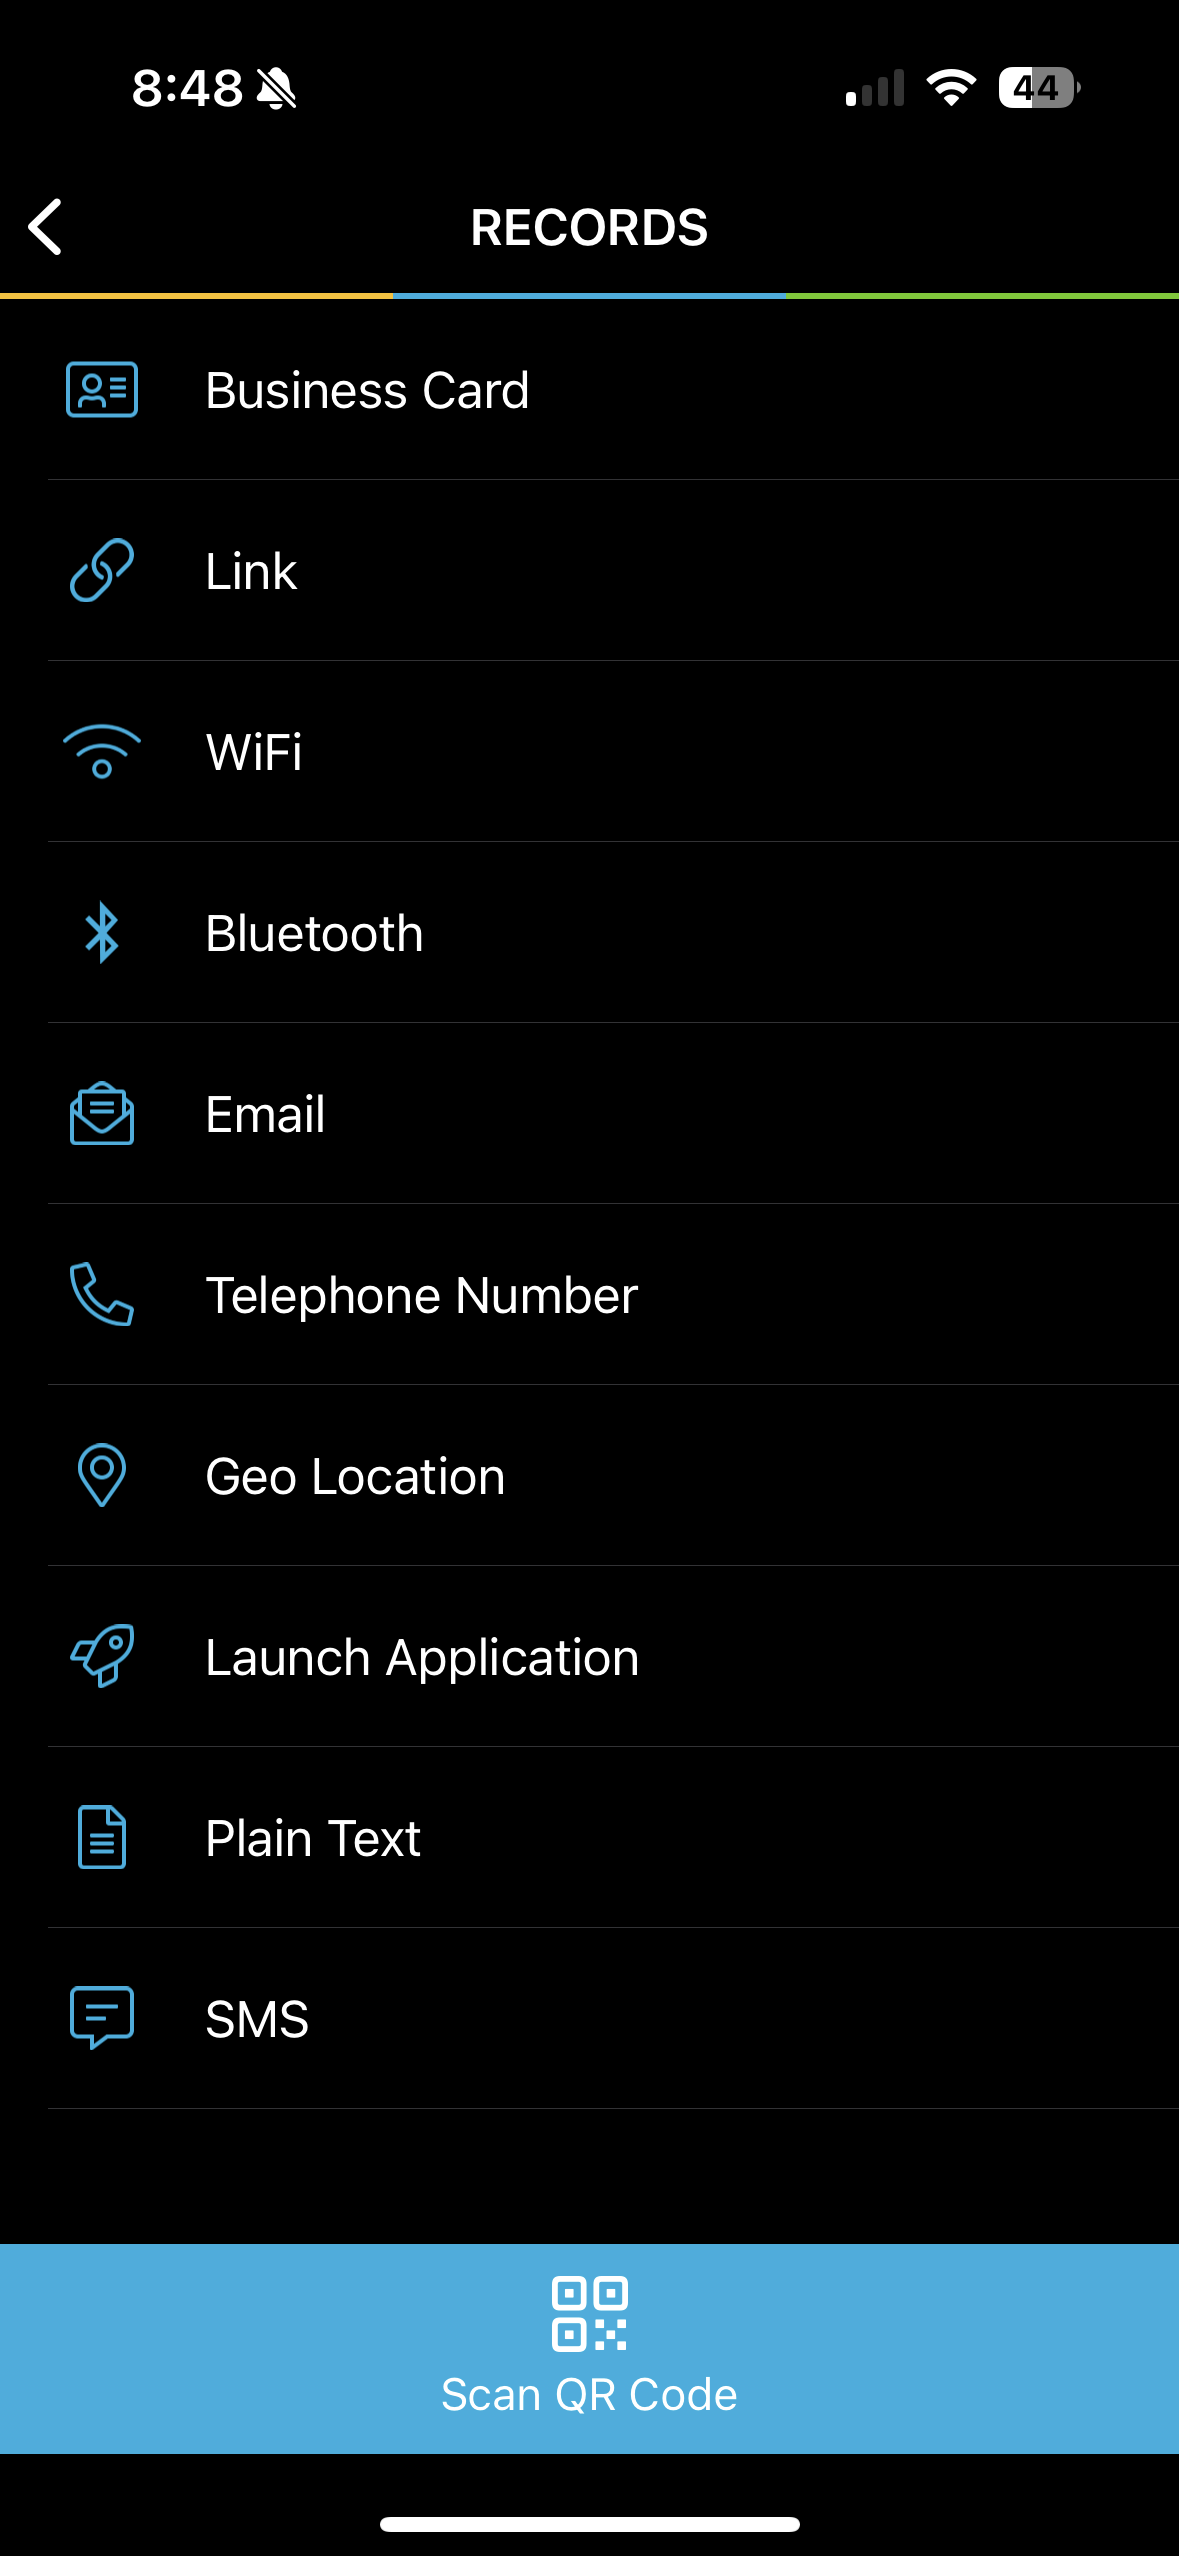 8:48
44
RECORDS
Business Card
Link
WiFi
Bluetooth
Email
Telephone Number
Geo Location
Launch Application
Plain Text
SMS
Scan QR Code